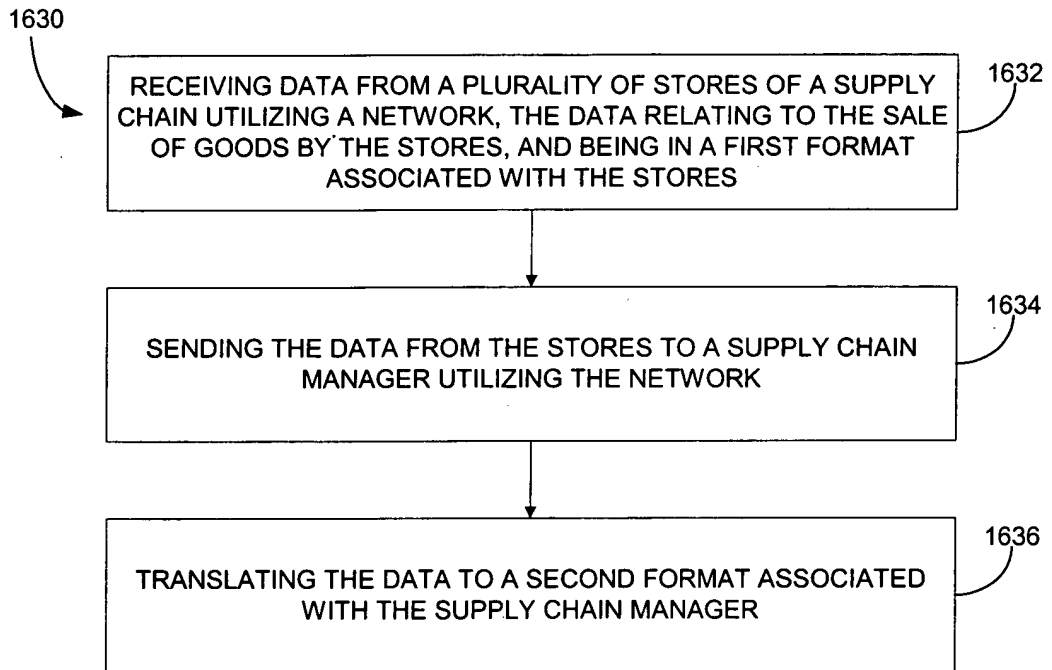 1630
RECEIVING DATA FROM A PLURALITY OF STORES OF A SUPPLY
CHAIN UTILIZING A NETWORK, THE DATA RELATING TO THE SALE
OF GOODS BY THE STORES, AND BEING IN A FIRST FORMAT
ASSOCIATED WITH THE STORES
1632
SENDING THE DATA FROM THE STORES TO A SUPPLY CHAIN
MANAGER UTILIZING THE NETWORK
1634
TRANSLATING THE DATA TO A SECOND FORMAT ASSOCIATED
WITH THE SUPPLY CHAIN MANAGER
1636